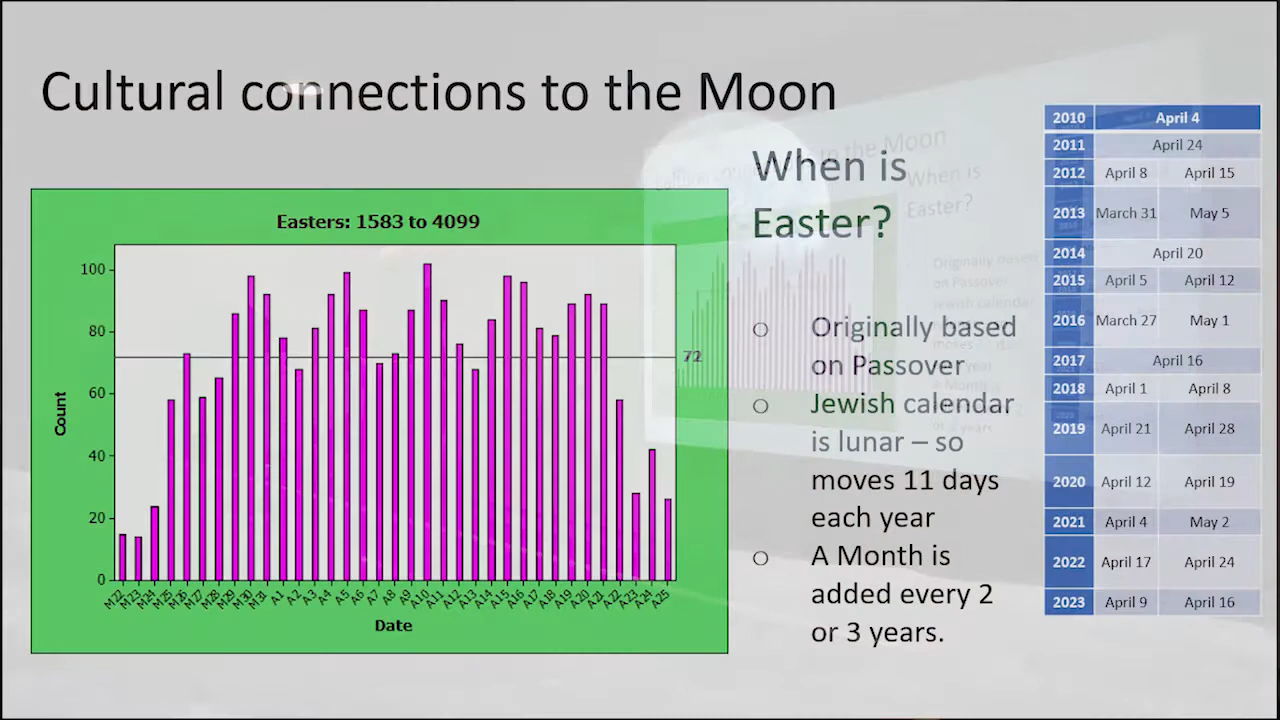 Cultural connections to the Moon
Easters: 1583 to 4099
Count
100
80
60
40
20
0
72
M22 M23 M24 M25 M26 M27 M28 M29 M30 M31 A1 A2 A3 A4 A5 A6 A7 A8 A9 A10 A11 A12 A13 A14 A15 A16 A17 A18 A19 A20 A21 A22 A23 A24 A25
Date
When is
Easter?
o Originally based
on Passover
o Jewish calendar
is lunar – so
moves 11 days
each year
o A Month is
added every 2
or 3 years.
2010 April 4
2011 April 24
2012 April 8 April 15
2013 March 31 May 5
2014 April 20
2015 April 5 April 12
2016 March 27 May 1
2017 April 16
2018 April 1 April 8
2019 April 21 April 28
2020 April 12 April 19
2021 April 4 May 2
2022 April 17 April 24
2023 April 9 April 16
to the Moon
When is
Easter?